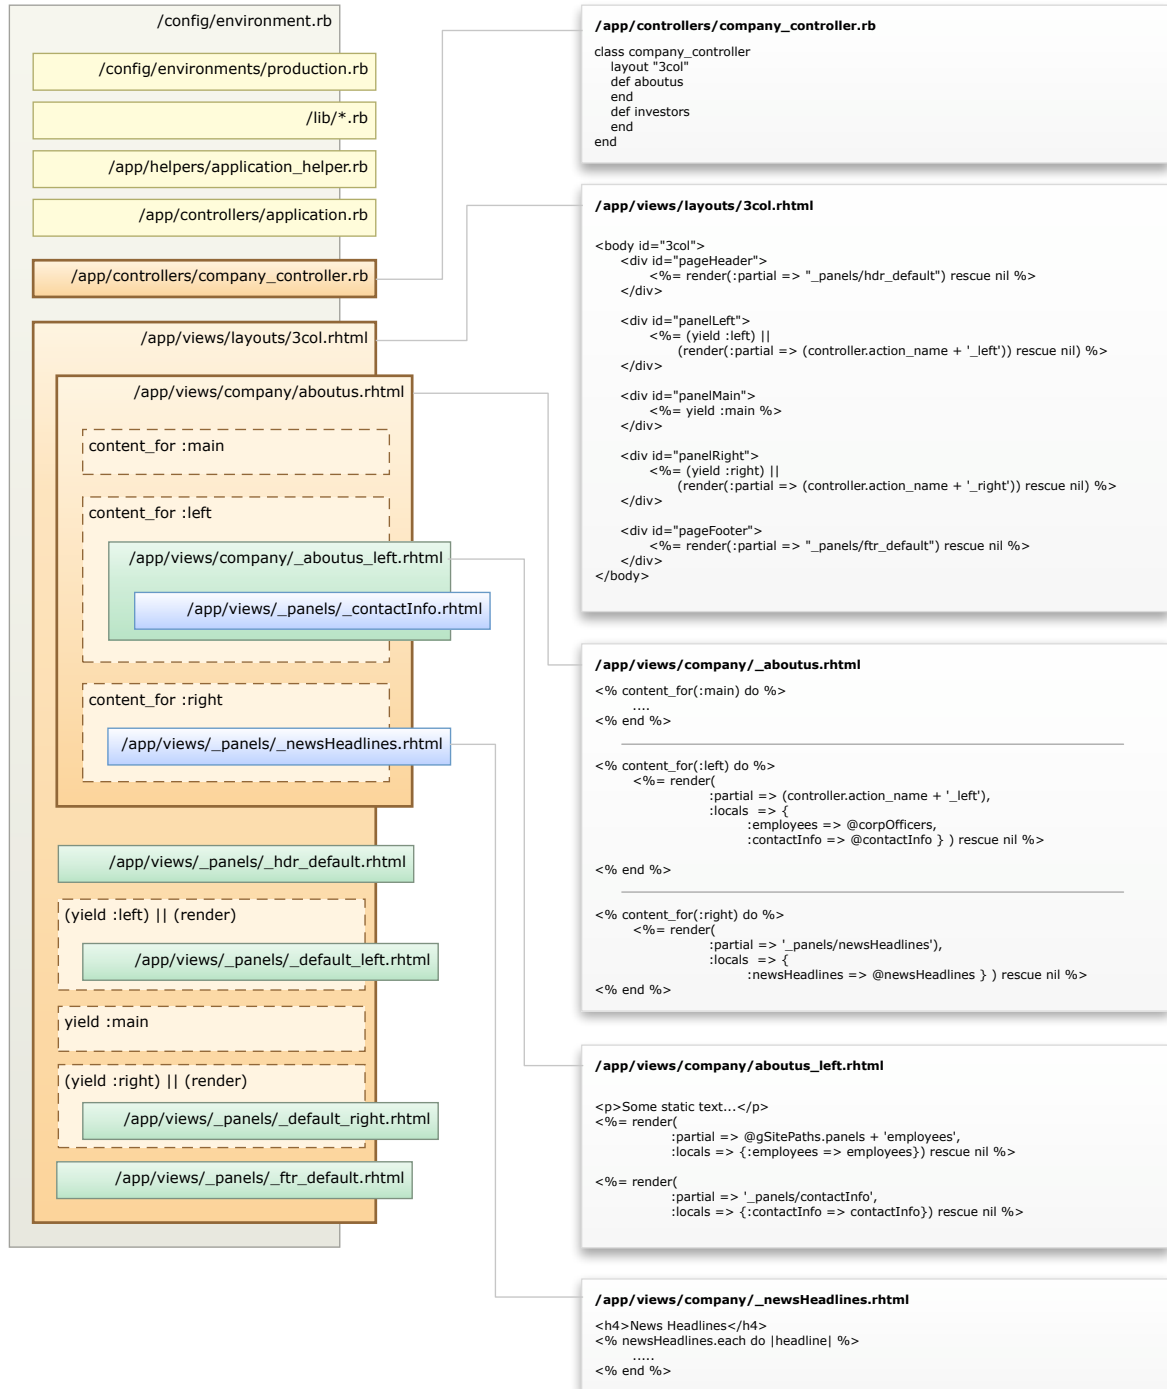 /config/environment.rb
/config/environments/production.rb
/lib/*.rb
/app/helpers/application_helper.rb
/app/controllers/application.rb
/app/controllers/company_controller.rb
/app/views/layouts/3col.rhtml
/app/views/company/aboutus.rhtml
content_for :main
content_for :left
/app/views/company/_aboutus_left.rhtml
/app/views/_panels/_contactInfo.rhtml
content_for :right
/app/views/_panels/_newsHeadlines.rhtml
/app/views/_panels/_hdr_default.rhtml
(yield :left) || (render)
/app/views/_panels/_default_left.rhtml
yield :main
(yield :right) || (render)
/app/views/_panels/_default_right.rhtml
/app/views/_panels/_ftr_default.rhtml
/app/controllers/company_controller.rb
class company_controller
layout "3col"
def aboutus
end
def investors
end
end
/app/views/layouts/3col.rhtml
<body id="3col">
<div id="pageHeader">
<%= render(:partial => "_panels/hdr_default") rescue nil %>
</div>
<div id="panelLeft">
<%= (yield :left) ||
(render(:partial => (controller.action_name + '_left')) rescue nil) %>
</div>
<div id="panelMain">
<%= yield :main %>
</div>
<div id="panelRight">
<%= (yield :right) ||
(render(:partial => (controller.action_name + '_right')) rescue nil) %>
</div>
<div id="pageFooter">
<%= render(:partial => "_panels/ftr_default") rescue nil %>
</div>
</body>
/app/views/company/_aboutus.rhtml
<% content_for(:main) do %>
....
<% end %>
<% content_for(:left) do %>
<%= render(
:partial => (controller.action_name + '_left'),
:locals => {
:employees => @corpOfficers,
:contactInfo => @contactInfo } ) rescue nil %>
<% end %>
<% content_for(:right) do %>
<%= render(
:partial => '_panels/newsHeadlines'),
:locals => {
:newsHeadlines => @newsHeadlines } ) rescue nil %>
<% end %>
/app/views/company/aboutus_left.rhtml
<p>Some static text...</p>
<%= render(
:partial => @gSitePaths.panels + 'employees',
:locals => {:employees => employees}) rescue nil %>
<%= render(
:partial => '_panels/contactInfo',
:locals => {:contactInfo => contactInfo}) rescue nil %>
/app/views/company/_newsHeadlines.rhtml
<h4>News Headlines</h4>
<% newsHeadlines.each do |headline| %>
.....
<% end %>